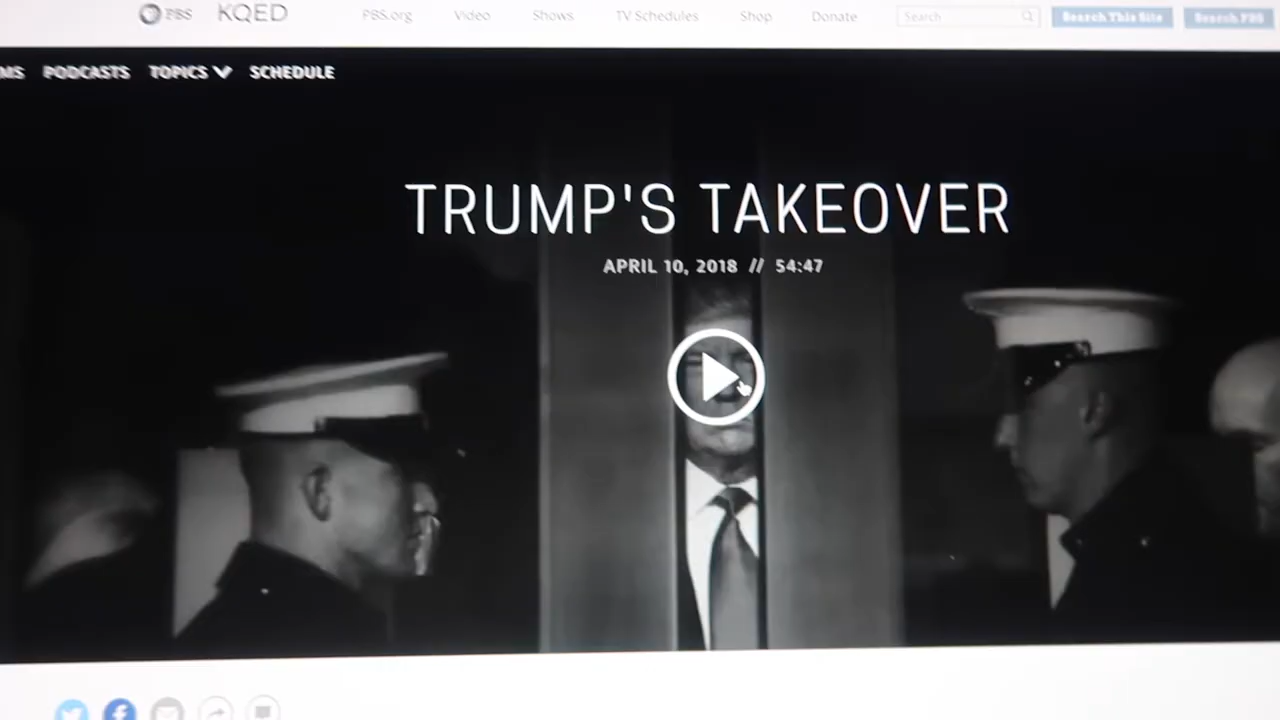 PBS KQED PBS.org Video Shows TV Schedules Shop Donate Search Search This Site Search PBS
MS PODCASTS TOPICS SCHEDULE
TRUMP'S TAKEOVER
APRIL 10, 2018 // 54:47